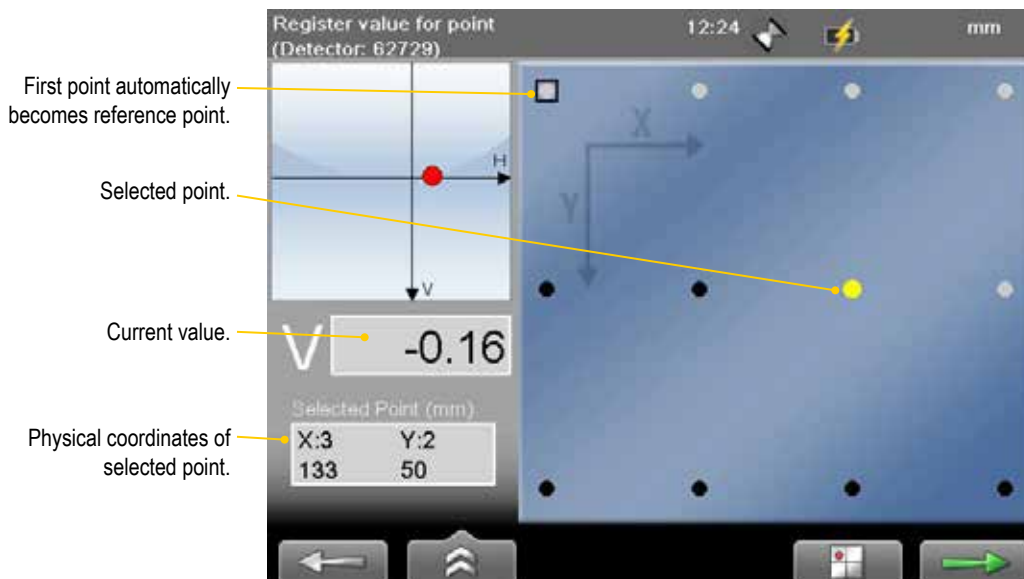 Register value for point
(Detector: 62729)
12:24
mm
First point automatically
becomes reference point.
H
X
Selected point.
Y
V
Current value.
V
-0.16
Selected Point (mm)
Physical coordinates of
selected point.
X:3 Y:2
133 50